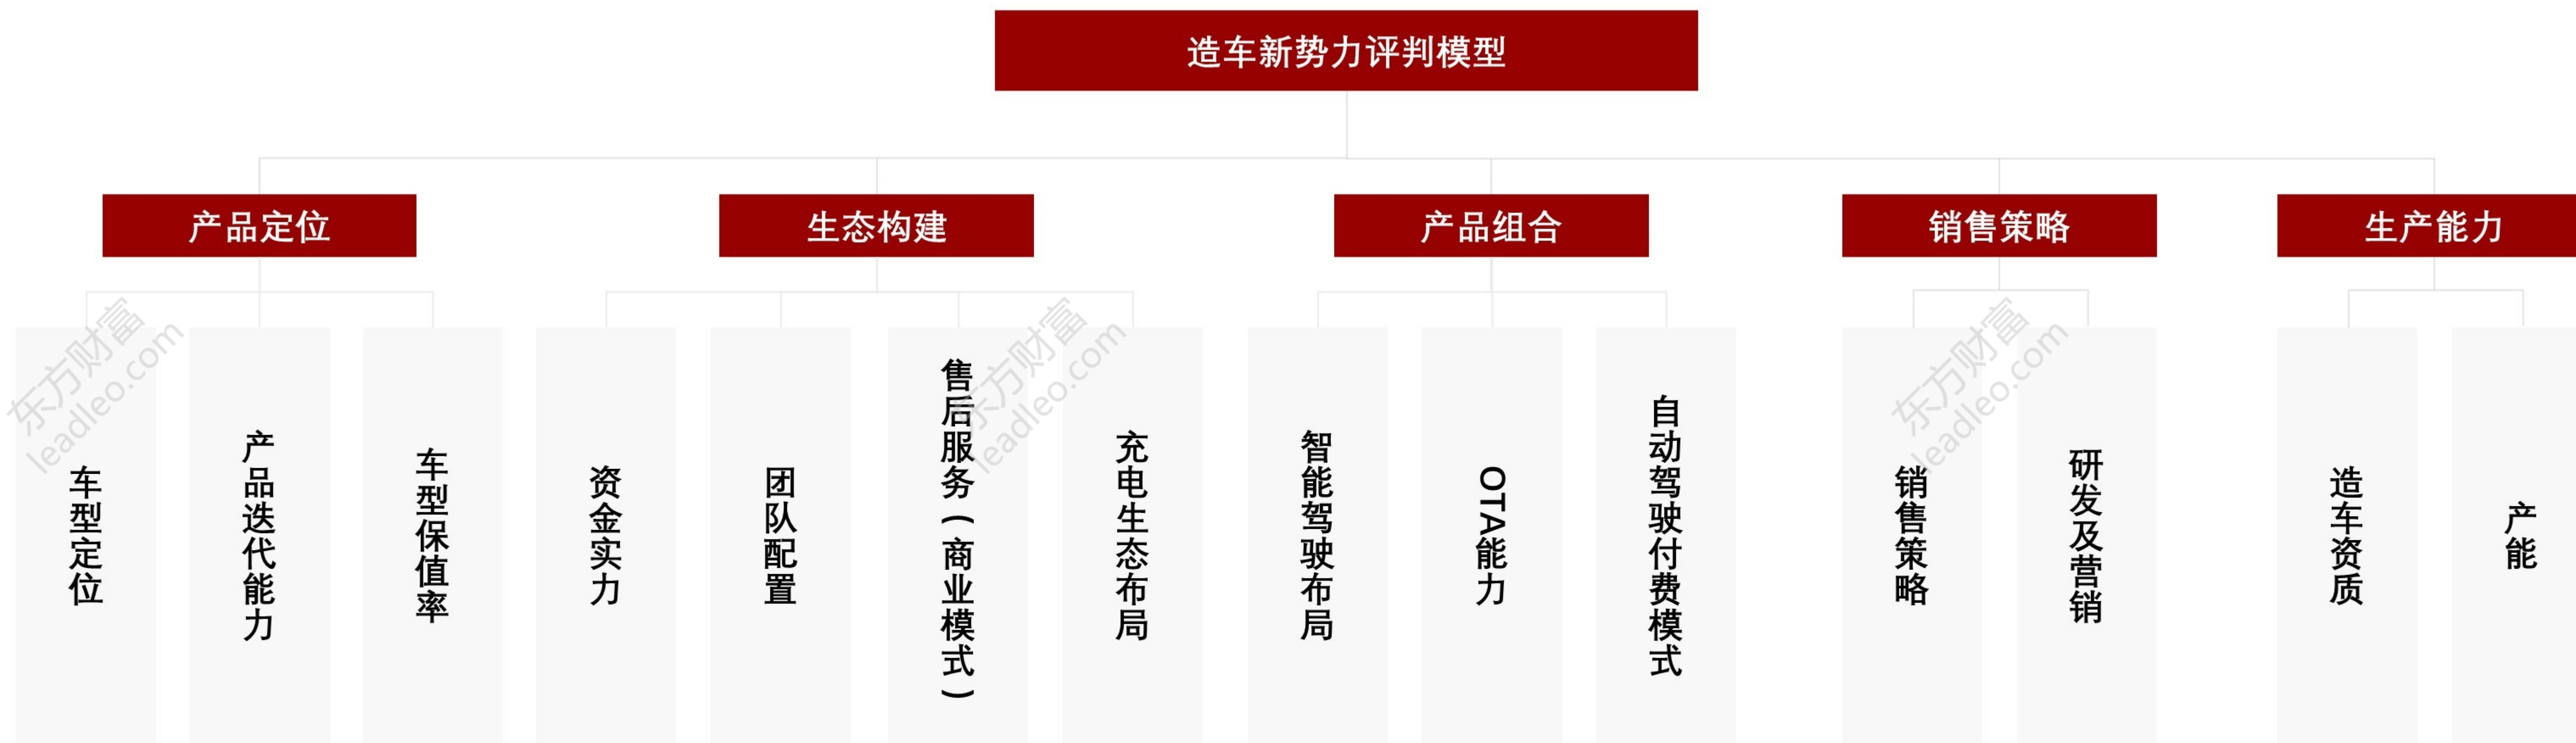 造车新势力评判模型
产品定位
生态构建
产品组合
销售策略
生产能力
车型定位
产品迭代能力
车型保值率
资金实力
团队配置
售后服务（商业模式）
充电生态布局
智能驾驶布局
OTA能力
自动驾驶付费模式
销售策略
研发及营销
造车资质
产能
东方财富
leadleo.com
东方财富
leadleo.com
东方财富
leadleo.com